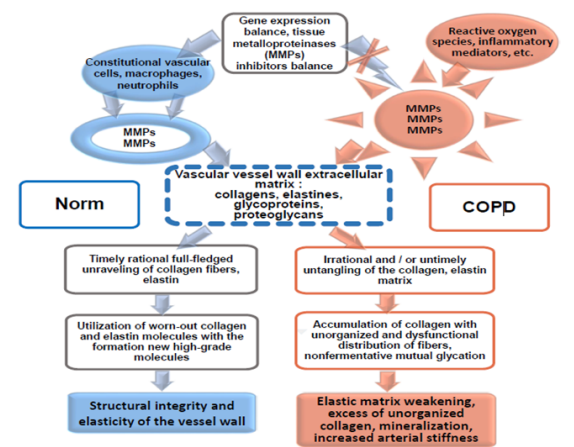 Gene expression
balance, tissue
metalloproteinases
(MMPs)
inhibitors balance
Reactive oxygen
species, inflammatory
mediators, etc.
Constitutional vascular
cells, macrophages,
neutrophils
MMPs
MMPs
MMPs
MMPs
MMPs
Vascular vessel wall extracellular
matrix :
collagens, elastines,
glycoproteins,
proteoglycans
Norm
COPD
Timely rational full-fledged
unraveling of collagen fibers,
elastin
Irrational and / or untimely
untangling of the collagen, elastin
matrix
Utilization of worn-out collagen
and elastin molecules with the
formation new high-grade
molecules
Accumulation of collagen with
unorganized and dysfunctional
distribution of fibers,
nonfermentative mutual glycation
Structural integrity and
elasticity of the vessel wall
Elastic matrix weakening,
excess of unorganized
collagen, mineralization,
increased arterial stiffness